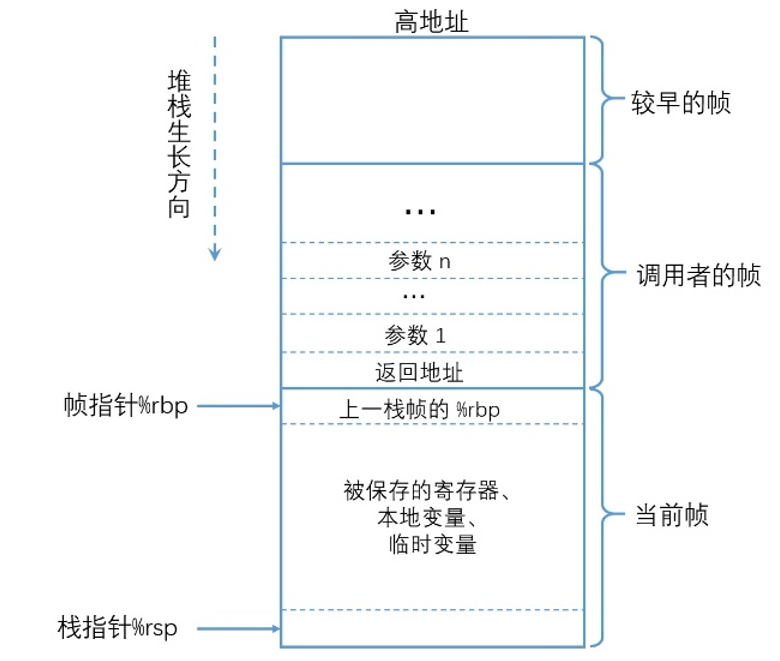 高地址
堆栈生长方向
较早的帧
...
参数 n
...
参数 1
返回地址
调用者的帧
帧指针%rbp
上一栈帧的 %rbp
被保存的寄存器、
本地变量、
临时变量
当前帧
栈指针%rsp